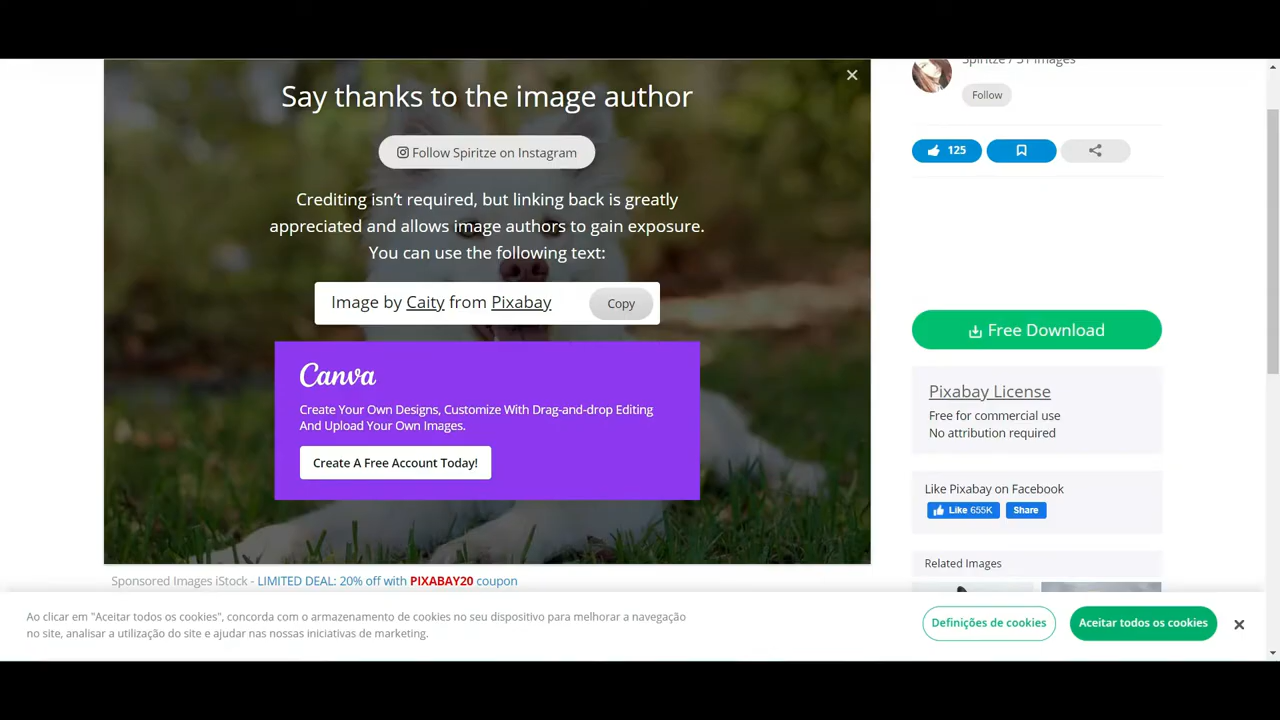 Say thanks to the image author
Spiritze / 51 images
Follow Spiritze on Instagram
Follow
125
Crediting isn't required, but linking back is greatly
appreciated and allows image authors to gain exposure.
You can use the following text:
Image by Caity from Pixabay
Copy
Free Download
Canva
Create Your Own Designs, Customize With Drag-and-drop Editing
And Upload Your Own Images.
Create A Free Account Today!
Pixabay License
Free for commercial use
No attribution required
Like Pixabay on Facebook
Like 655K
Share
Related Images
Sponsored Images iStock - LIMITED DEAL: 20% off with PIXABAY20 coupon
Ao clicar em "Aceitar todos os cookies", concorda com o armazenamento de cookies no seu dispositivo para melhorar a navegação
no site, analisar a utilização do site e ajudar nas nossas iniciativas de marketing.
Definições de cookies
Aceitar todos os cookies